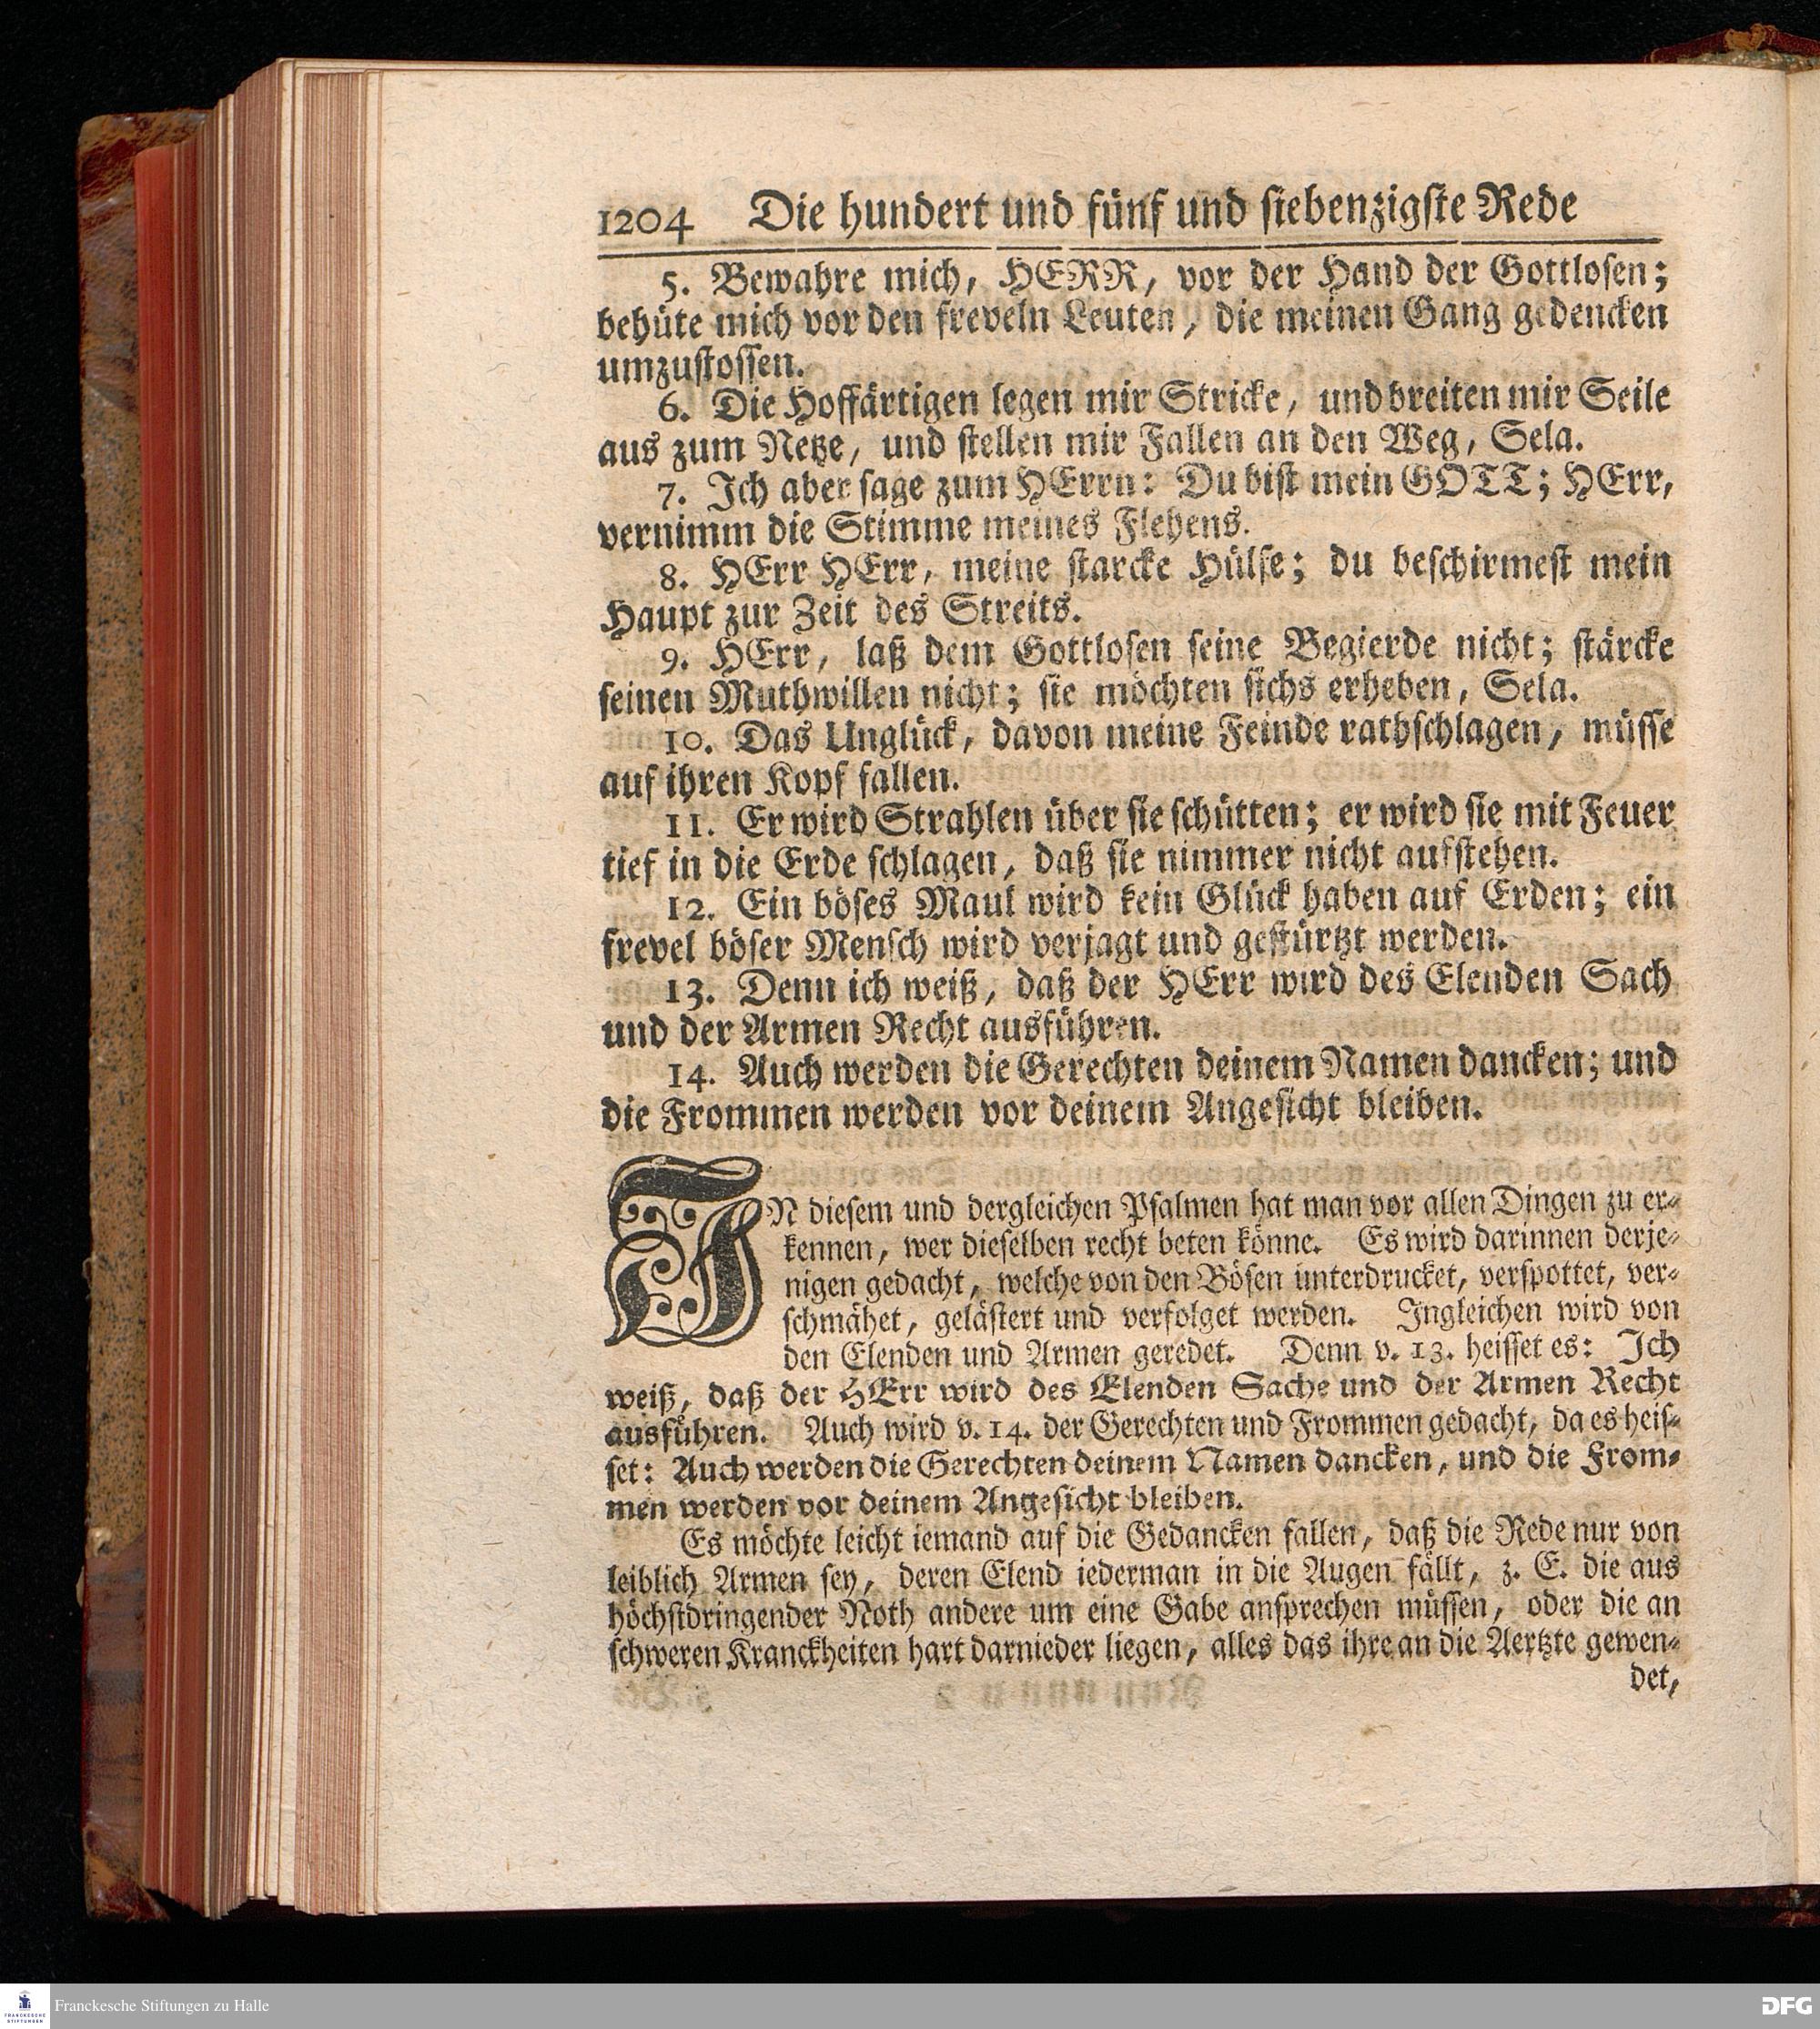 1204 Die hundert und fünf und siebenzigste Rede
5. Bewahre mich, HERR, vor der Hand der Gottlosen;
behüte mich vor den freveln Leuten, die meinen Gang gedencken
umzustossen.
6. Die Hoffärtigen legen mir Stricke, und breiten mir Seile
aus zum Netze, und stellen mir Fallen an den Weg, Sela.
7. Ich aber sage zum HErrn: Du bist mein GOTT; HErr,
vernimm die Stimme meines Flehens.
8. HErr HErr, meine starcke Hülfe; du beschirmest mein
Haupt zur Zeit des Streits.
9. HErr, laß dem Gottlosen seine Begierde nicht; stärcke
seinen Muthwillen nicht; sie möchten sichs erheben, Sela.
10. Das Unglück, davon meine Feinde rathschlagen, müsse
auf ihren Kopf fallen.
11. Er wird Strahlen über sie schütten; er wird sie mit Feuer
tief in die Erde schlagen, daß sie nimmer nicht aufstehen.
12. Ein böses Maul wird kein Glück haben auf Erden; ein
frevel böser Mensch wird verjagt und gestürtzt werden.
13. Denn ich weiß, daß der HErr wird des Elenden Sach
und der Armen Recht ausführen.
14. Auch werden die Gerechten deinem Namen dancken; und
die Frommen werden vor deinem Angesicht bleiben.
IN diesem und dergleichen Psalmen hat man vor allen Dingen zu er-
kennen, wer dieselben recht beten könne. Es wird darinnen derje-
nigen gedacht, welche von den Bösen unterdrucket, verspottet, ver-
schmähet, gelästert und verfolget werden. Ingleichen wird von
den Elenden und Armen geredet. Denn v. 13. heisset es: Ich
weiß, daß der HErr wird des Elenden Sache und der Armen Recht
ausführen. Auch wird v. 14. der Gerechten und Frommen gedacht, da es heis-
set: Auch werden die Gerechten deinem Namen dancken, und die From-
men werden vor deinem Angesicht bleiben.
Es möchte leicht iemand auf die Gedancken fallen, daß die Rede nur von
leiblich Armen sey, deren Elend iederman in die Augen fällt, z. E. die aus
höchstdringender Noth andere um eine Gabe ansprechen müssen, oder die an
schweren Kranckheiten hart darnieder liegen, alles das ihre an die Aertzte gewen-
det,
FRANCKESCHE
STIFTUNGEN
Franckesche Stiftungen zu Halle
DFG